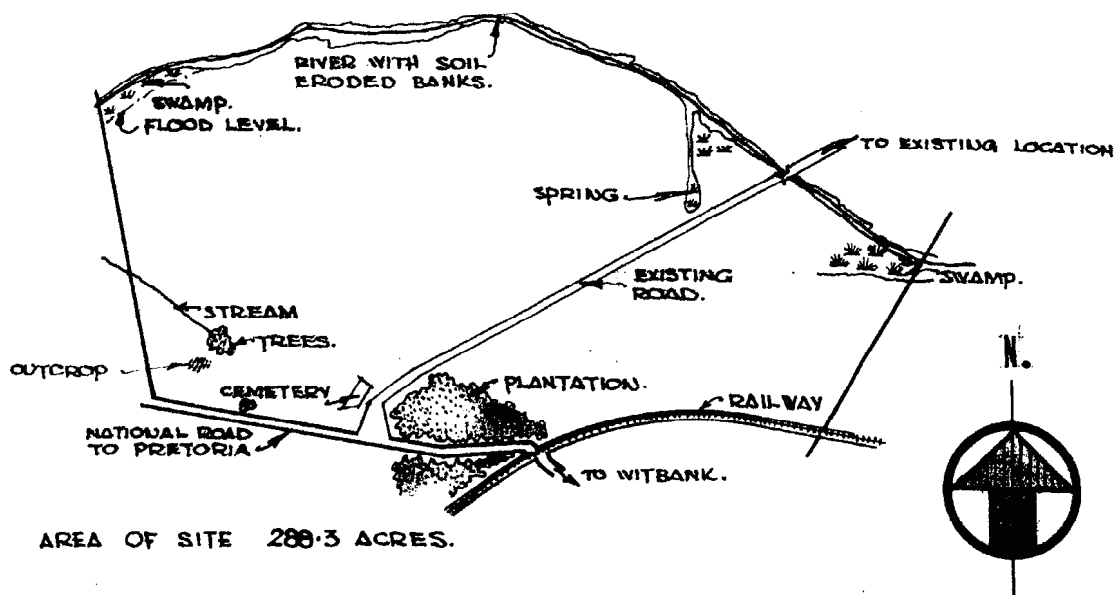 RIVER WITH SOIL
ERODED BANKS.
SWAMP.
FLOOD LEVEL.
TO EXISTING LOCATION
SPRING
EXISTING
ROAD.
SWAMP.
STREAM
TREES.
OUTCROP
CEMETERY
PLANTATION.
RAILWAY
N.
NATIONAL ROAD
TO PRETORIA
TO WITBANK.
AREA OF SITE 288·3 ACRES.